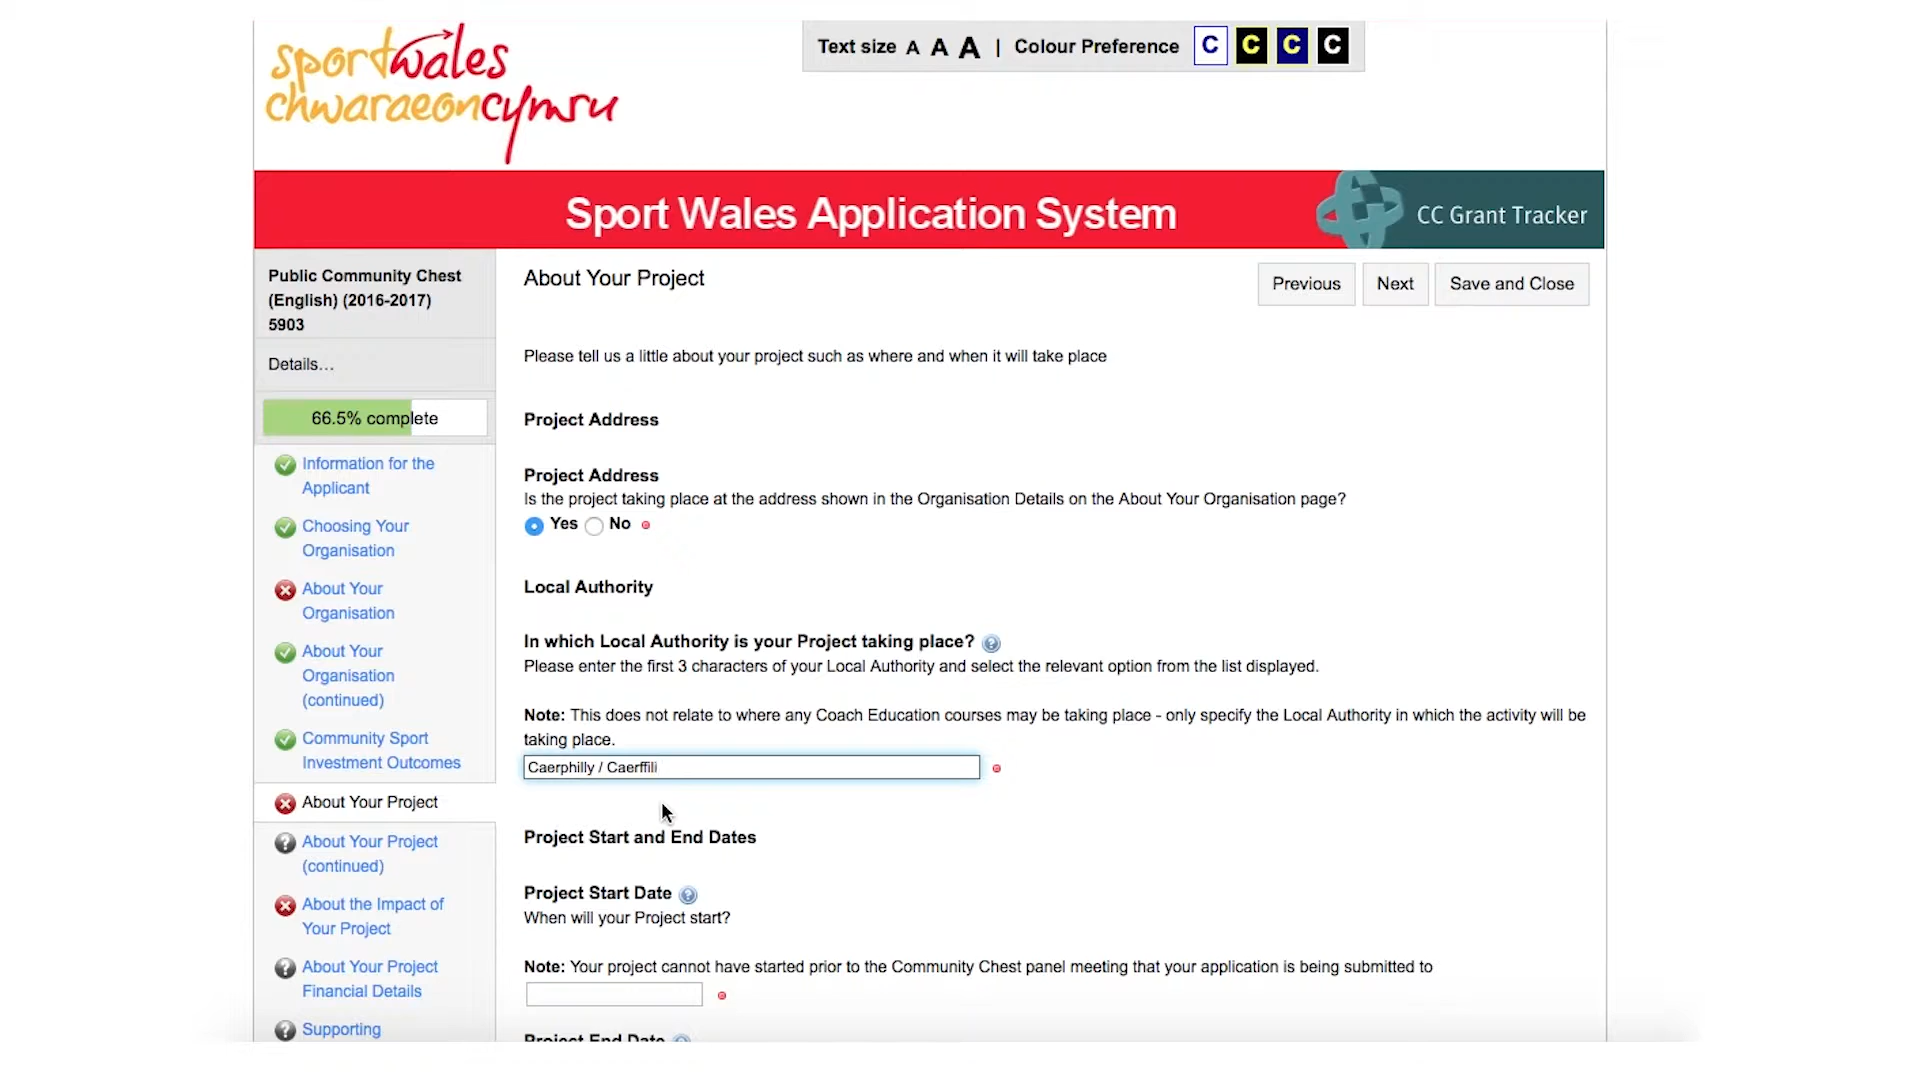 sportwales
chwaraeoncymru
Text size A A A | Colour Preference C C C C
Sport Wales Application System
CC Grant Tracker
Public Community Chest
(English) (2016-2017)
5903
Details...
66.5% complete
Information for the
Applicant
Choosing Your
Organisation
About Your
Organisation
About Your
Organisation
(continued)
Community Sport
Investment Outcomes
About Your Project
About Your Project
(continued)
About the Impact of
Your Project
About Your Project
Financial Details
Supporting
About Your Project
Previous
Next
Save and Close
Please tell us a little about your project such as where and when it will take place
Project Address
Project Address
Is the project taking place at the address shown in the Organisation Details on the About Your Organisation page?
Yes No
Local Authority
In which Local Authority is your Project taking place?
Please enter the first 3 characters of your Local Authority and select the relevant option from the list displayed.
Note: This does not relate to where any Coach Education courses may be taking place - only specify the Local Authority in which the activity will be
taking place.
Caerphilly / Caerffili
Project Start and End Dates
Project Start Date
When will your Project start?
Note: Your project cannot have started prior to the Community Chest panel meeting that your application is being submitted to
Project End Date